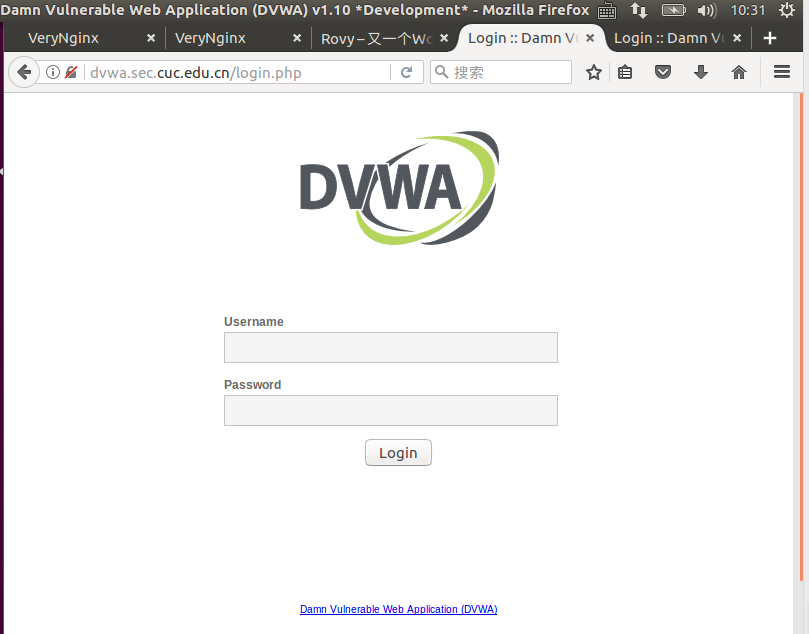 Damn Vulnerable Web Application (DVWA) v1.10 *Development* - Mozilla Firefox 10:31
VeryNginx VeryNginx Rovy – 又一个Wo Login :: Damn Vu Login :: Damn Vu
dvwa.sec.cuc.edu.cn/login.php 搜索
DVWA
Username
Password
Login
Damn Vulnerable Web Application (DVWA)